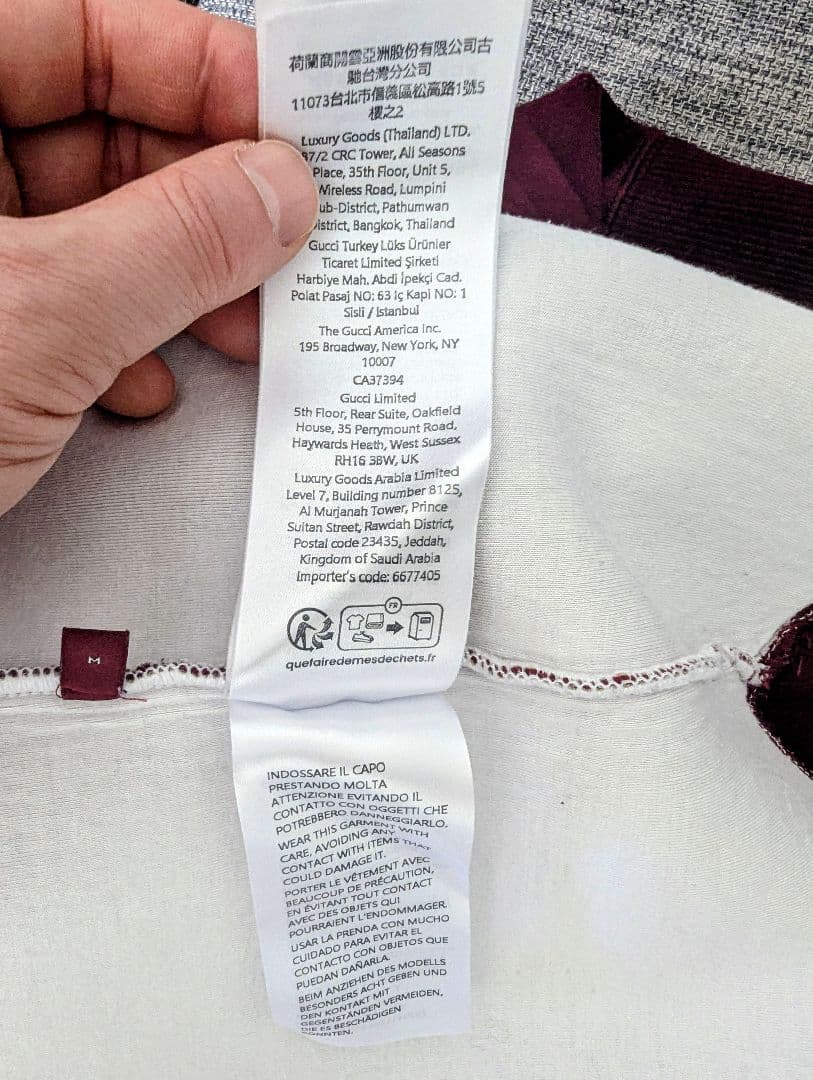 荷蘭商開雲亞洲股份有限公司古
馳台灣分公司
11073台北市信義區松高路1號5
樓之2
Luxury Goods (Thailand) LTD.
87/2 CRC Tower, All Seasons
Place, 35th Floor, Unit 5,
Wireless Road, Lumpini
ub-District, Pathumwan
istrict, Bangkok, Thailand
Gucci Turkey Lüks Ürünler
Ticaret Limited Şirketi
Harbiye Mah. Abdi İpekçi Cad.
Polat Pasaj NO: 63 İç Kapi NO: 1
Sisli / Istanbul
The Gucci America Inc.
195 Broadway, New York, NY
10007
CA37394
Gucci Limited
5th Floor, Rear Suite, Oakfield
House, 35 Perrymount Road,
Haywards Heath, West Sussex
RH16 3BW, UK
Luxury Goods Arabia Limited
Level 7, Building number 8125,
Al Murjanah Tower, Prince
Sultan Street, Rawdah District,
Postal code 23435, Jeddah,
Kingdom of Saudi Arabia
Importer's code: 6677405
FR
quefairedemesdechets.fr
M
INDOSSARE IL CAPO
PRESTANDO MOLTA
ATTENZIONE EVITANDO IL
CONTATTO CON OGGETTI CHE
POTREBBERO DANNEGGIARLO.
WEAR THIS GARMENT WITH
CARE, AVOIDING ANY
CONTACT WITH ITEMS THAT
COULD DAMAGE IT.
PORTER LE VÊTEMENT AVEC
BEAUCOUP DE PRÉCAUTION,
EN ÉVITANT TOUT CONTACT
AVEC DES OBJETS QUI
POURRAIENT L'ENDOMMAGER.
USAR LA PRENDA CON MUCHO
CUIDADO PARA EVITAR EL
CONTACTO CON OBJETOS QUE
PUEDAN DAÑARLA.
BEIM ANZIEHEN DES MODELLS
BESONDERS ACHT GEBEN UND
DEN KONTAKT MIT
GEGENSTÄNDEN VERMEIDEN,
DIE ES BESCHÄDIGEN
KÖNNTEN.